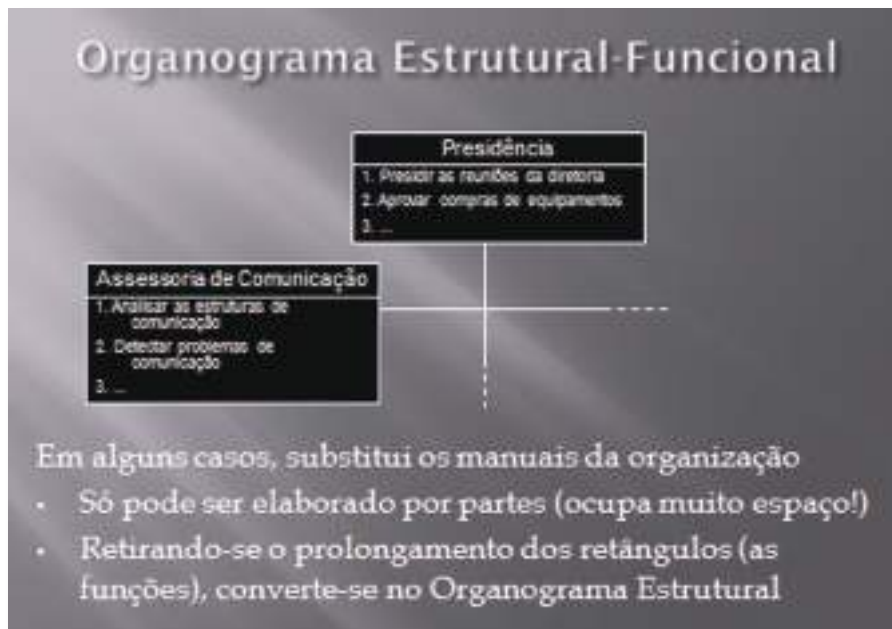 Organograma Estrutural-Funcional
Presidência
1. Presidir as reuniões da diretoria
2. Aprovar compras de equipamentos
3. ...
Assessoria de Comunicação
1. Analisar as estruturas de
comunicação
2. Detectar problemas de
comunicação
3. ...
Em alguns casos, substitui os manuais da organização
• Só pode ser elaborado por partes (ocupa muito espaço!)
• Retirando-se o prolongamento dos retângulos (as
funções), converte-se no Organograma Estrutural